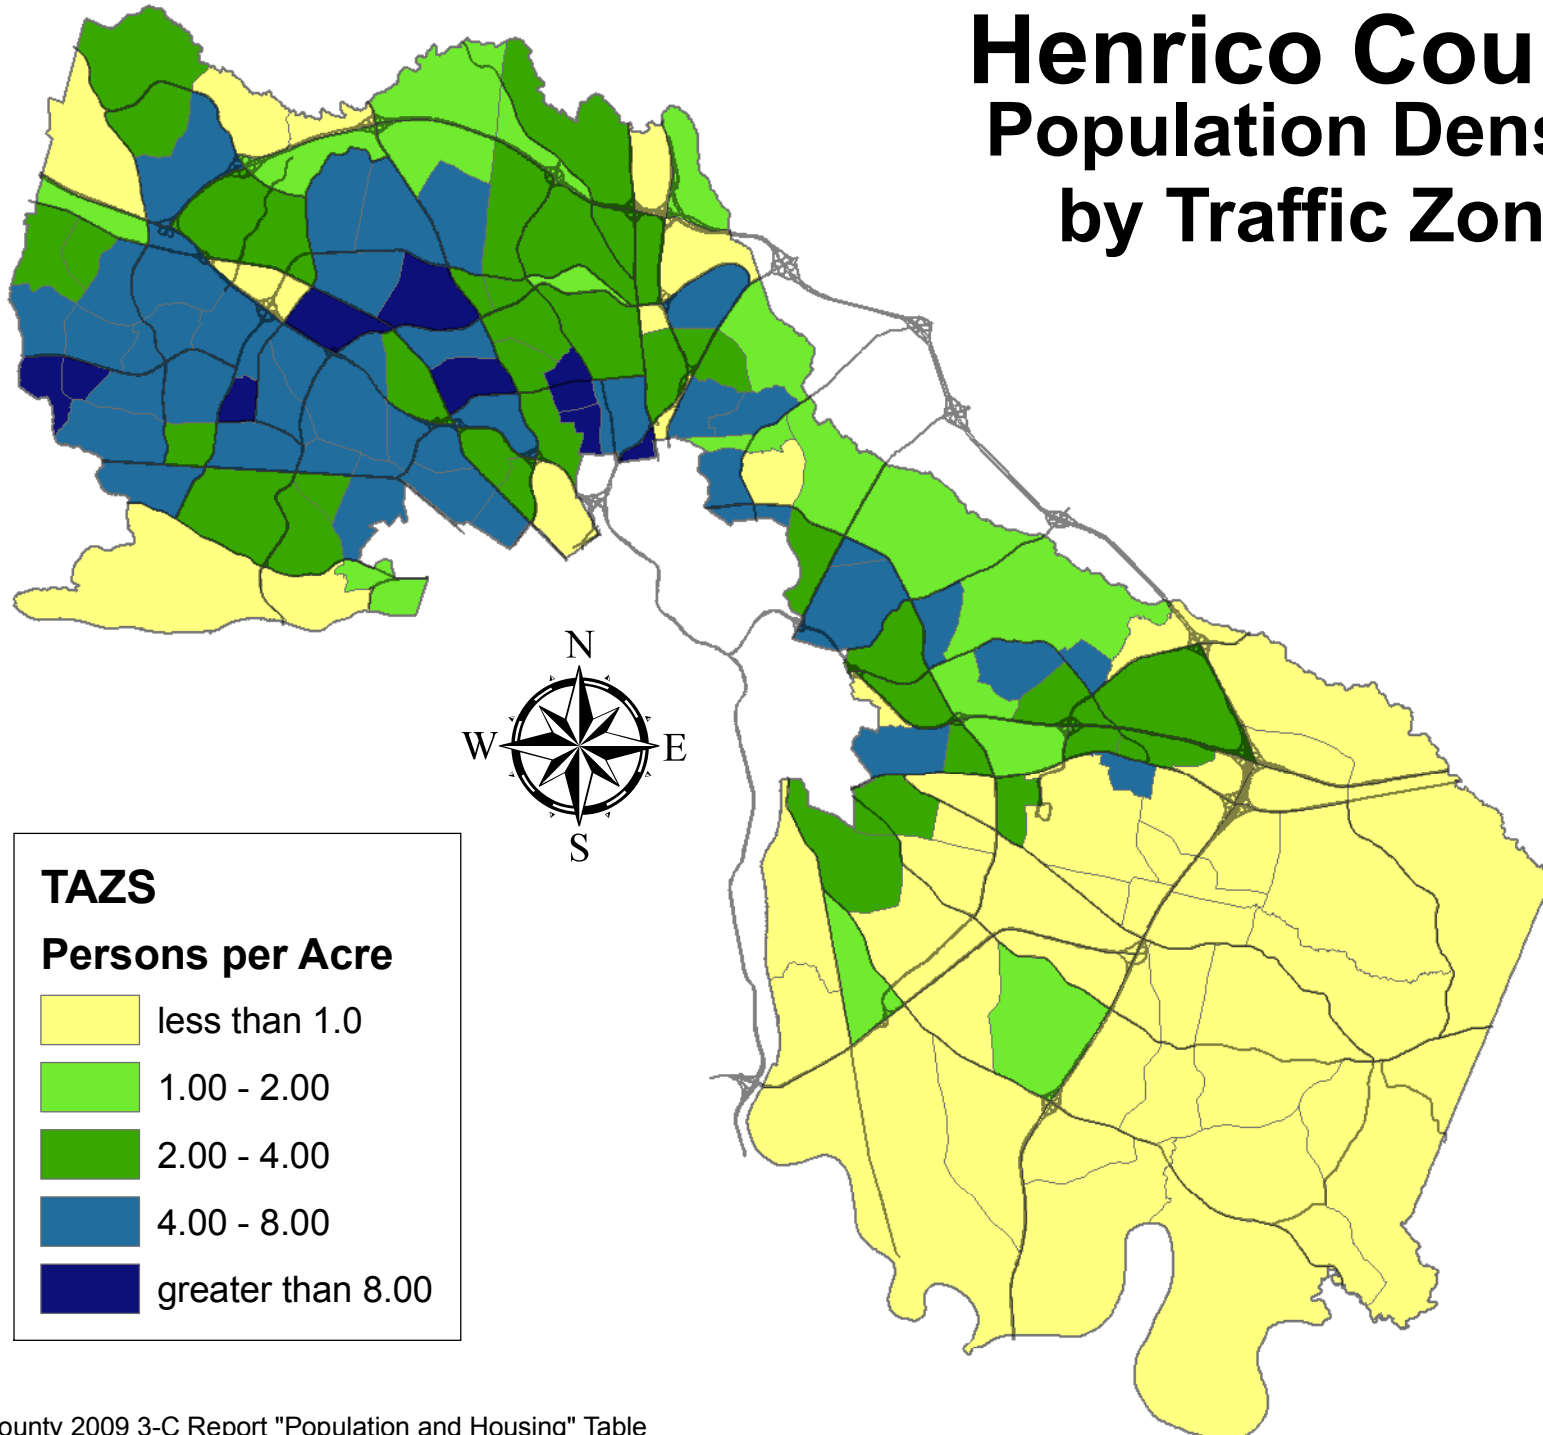 Henrico Cou
Population Dens
by Traffic Zon
N
W E
S
TAZS
Persons per Acre
less than 1.0
1.00 - 2.00
2.00 - 4.00
4.00 - 8.00
greater than 8.00
ounty 2009 3-C Report "Population and Housing" Table